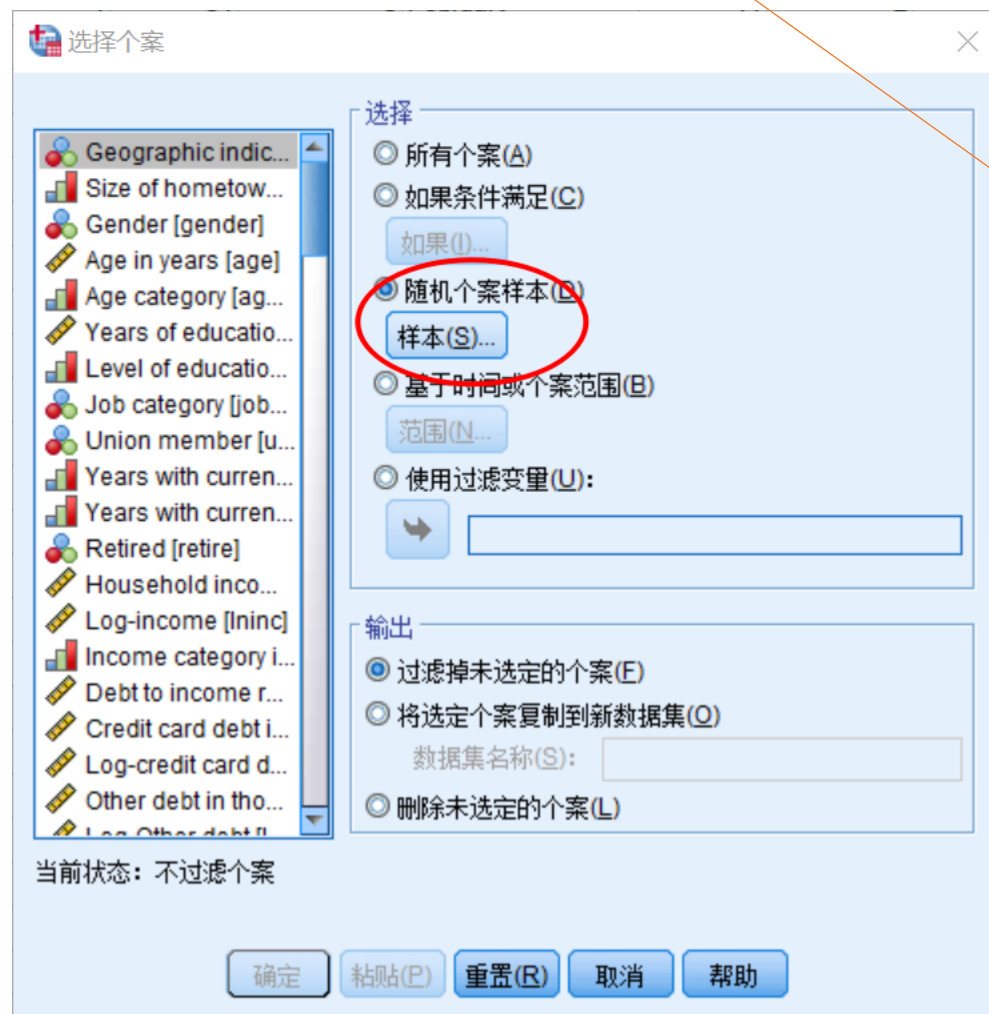 选择个案
选择
Geographic indic...
Size of hometow...
Gender [gender]
Age in years [age]
Age category [ag...
Years of educatio...
Level of educatio...
Job category [job...
Union member [u...
Years with curren...
Years with curren...
Retired [retire]
Household inco...
Log-income [lninc]
Income category i...
Debt to income r...
Credit card debt i...
Log-credit card d...
Other debt in tho...
Log-Other debt [l...
所有个案(A)
如果条件满足(C)
如果(I)...
随机个案样本(D)
样本(S)...
基于时间或个案范围(B)
范围(N...
使用过滤变量(U):
输出
过滤掉未选定的个案(F)
将选定个案复制到新数据集(O)
数据集名称(S):
删除未选定的个案(L)
当前状态: 不过滤个案
确定
粘贴(P)
重置(R)
取消
帮助